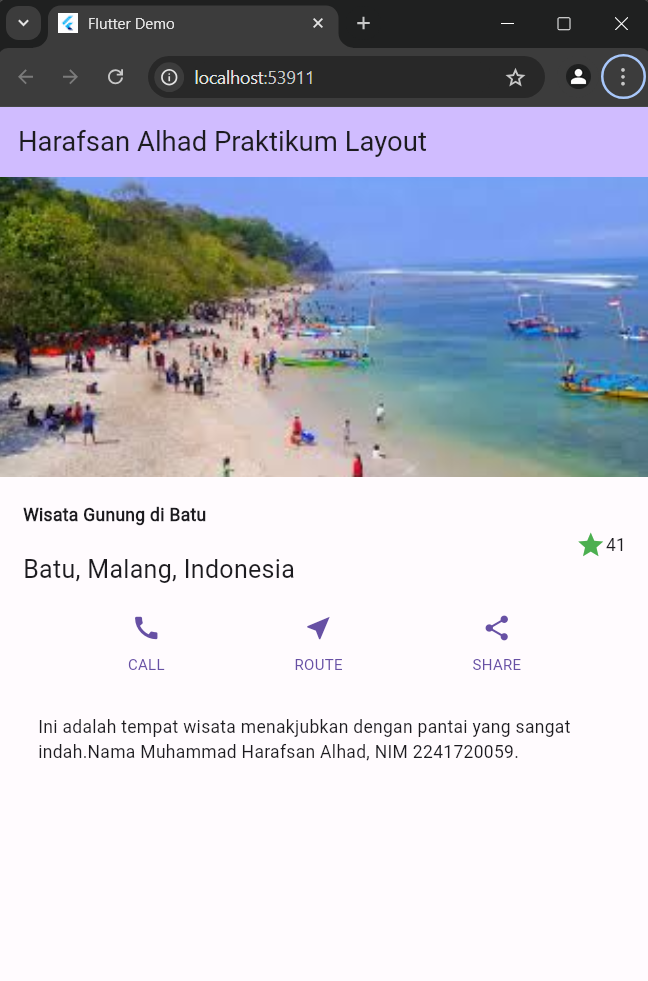 Flutter Demo
localhost:53911
Harafsan Alhad Praktikum Layout
Wisata Gunung di Batu
41
Batu, Malang, Indonesia
CALL
ROUTE
SHARE
Ini adalah tempat wisata menakjubkan dengan pantai yang sangat
indah.Nama Muhammad Harafsan Alhad, NIM 2241720059.